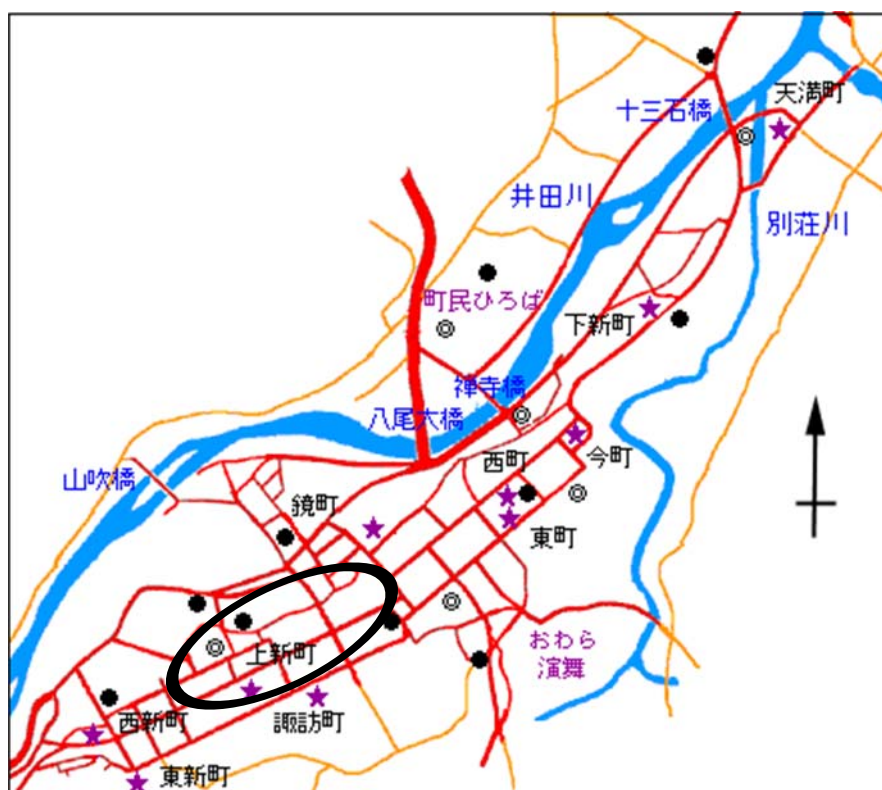 天満町
十三石橋
井田川
別荘川
町民ひろば
下新町
禅寺橋
八尾大橋
西町
今町
山吹橋
鏡町
東町
おわら
演舞
上新町
西新町
諏訪町
東新町